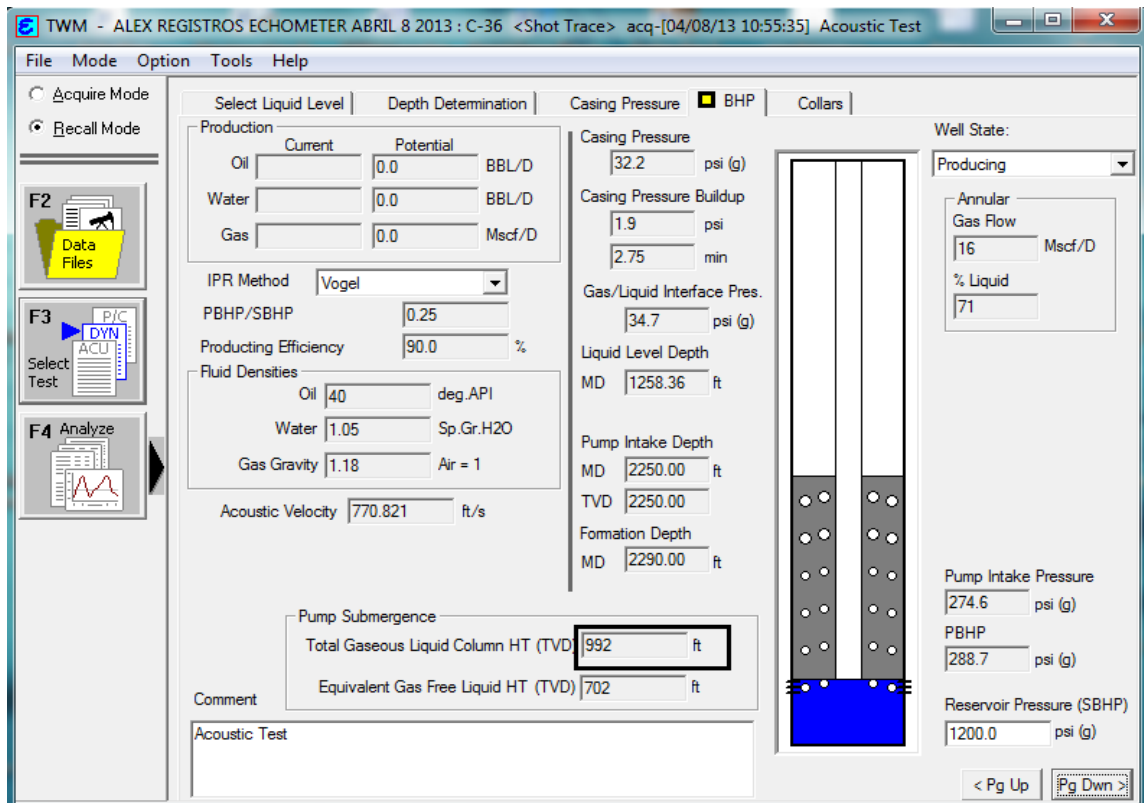 TWM - ALEX REGISTROS ECHOMETER ABRIL 8 2013 : C-36 <Shot Trace> acq-[04/08/13 10:55:35] Acoustic Test
File Mode Option Tools Help
Acquire Mode
Recall Mode
F2
Data
Files
F3
P/C
DYN
ACU
Select
Test
F4 Analyze
Select Liquid Level Depth Determination Casing Pressure BHP Collars
Production
Current Potential
Oil 0.0 BBL/D
Water 0.0 BBL/D
Gas 0.0 Mscf/D
IPR Method Vogel
PBHP/SBHP 0.25
Producting Efficiency 90.0 %
Fluid Densities
Oil 40 deg.API
Water 1.05 Sp.Gr.H2O
Gas Gravity 1.18 Air = 1
Acoustic Velocity 770.821 ft/s
Casing Pressure
32.2 psi (g)
Casing Pressure Buildup
1.9 psi
2.75 min
Gas/Liquid Interface Pres.
34.7 psi (g)
Liquid Level Depth
MD 1258.36 ft
Pump Intake Depth
MD 2250.00 ft
TVD 2250.00
Formation Depth
MD 2290.00 ft
Pump Submergence
Total Gaseous Liquid Column HT (TVD) 992 ft
Equivalent Gas Free Liquid HT (TVD) 702 ft
Comment
Acoustic Test
Well State:
Producing
Annular
Gas Flow
16 Mscf/D
% Liquid
71
Pump Intake Pressure
274.6 psi (g)
PBHP
288.7 psi (g)
Reservoir Pressure (SBHP)
1200.0 psi (g)
< Pg Up Pg Dwn >